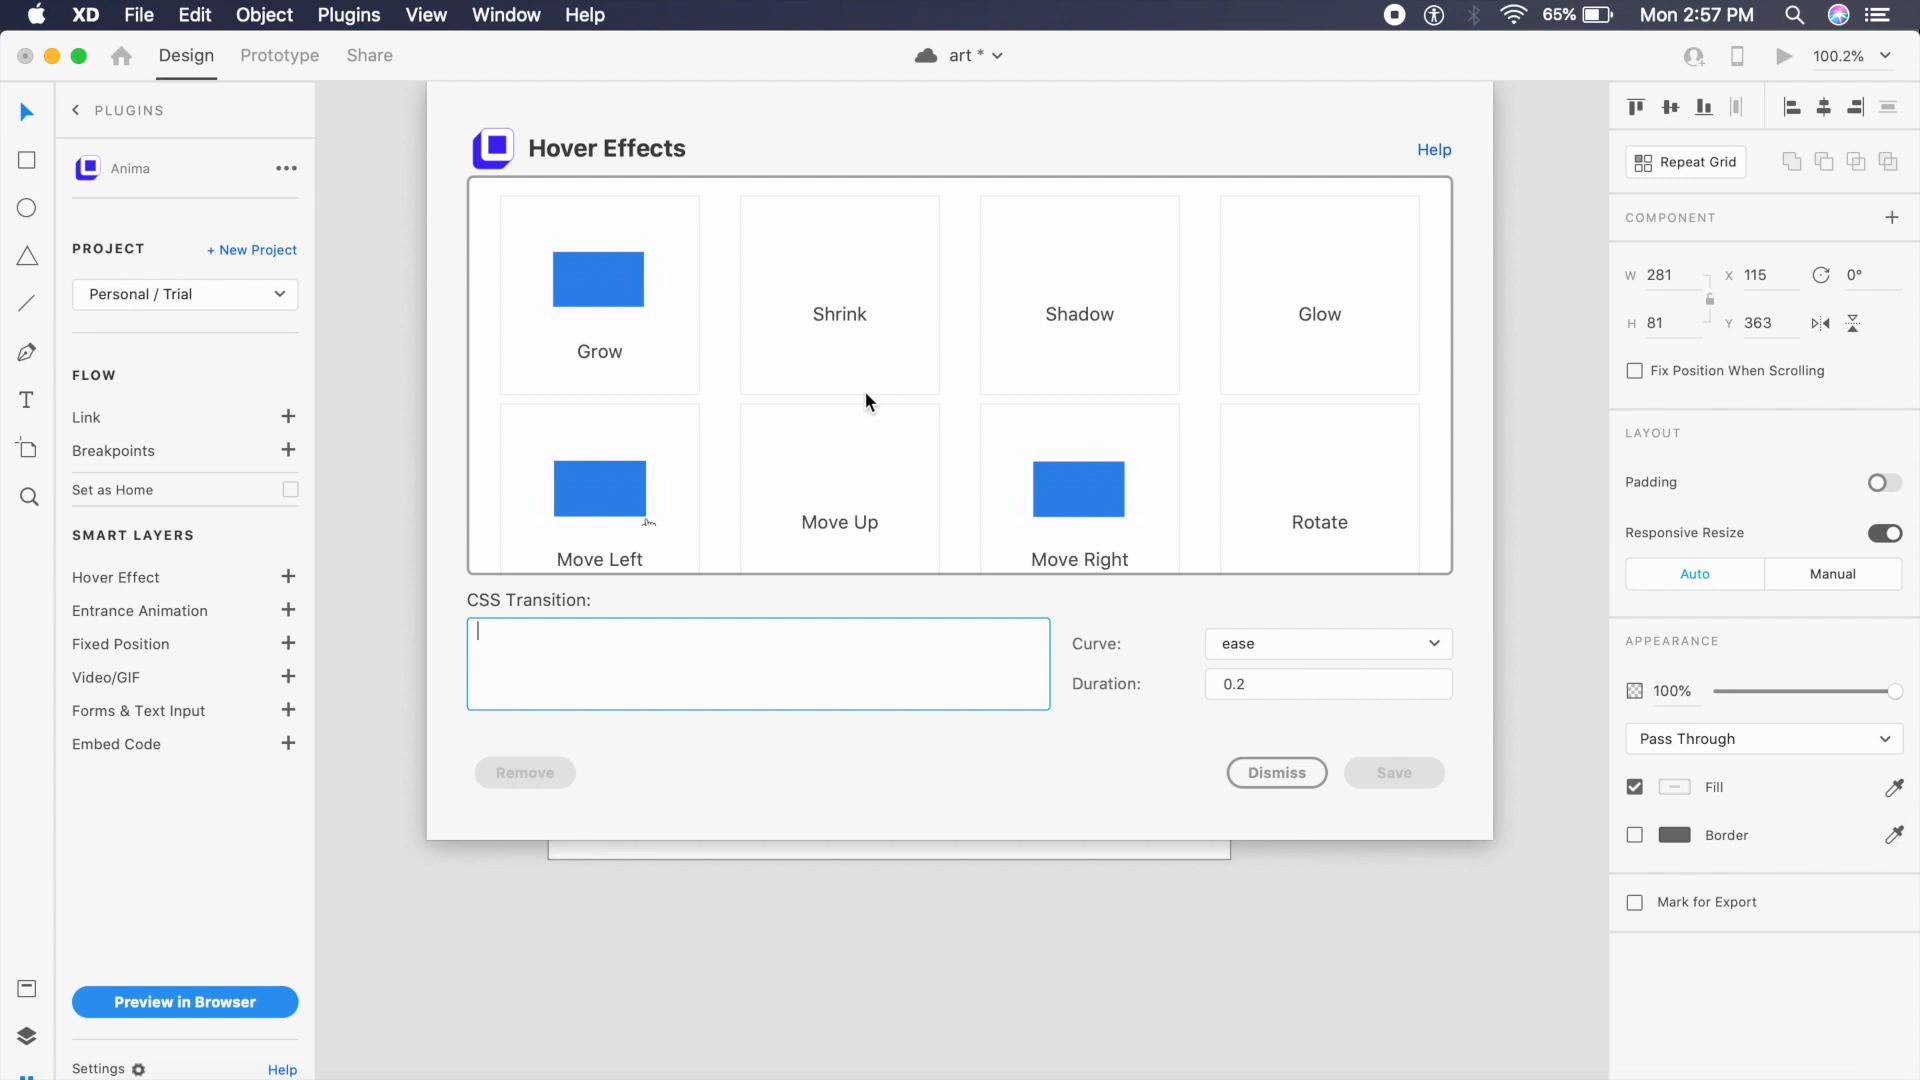 XD File Edit Object Plugins View Window Help 65% Mon 2:57 PM
Design Prototype Share art * 100.2%
PLUGINS
Anima
PROJECT + New Project
Personal / Trial
FLOW
Link
Breakpoints
Set as Home
SMART LAYERS
Hover Effect
Entrance Animation
Fixed Position
Video/GIF
Forms & Text Input
Embed Code
Preview in Browser
Settings Help
Hover Effects Help
Grow Shrink Shadow Glow
Move Left Move Up Move Right Rotate
CSS Transition:
Curve: ease
Duration: 0.2
Remove Dismiss Save
Repeat Grid
COMPONENT
W 281 X 115 0°
H 81 Y 363
Fix Position When Scrolling
LAYOUT
Padding
Responsive Resize
Auto Manual
APPEARANCE
100%
Pass Through
Fill
Border
Mark for Export